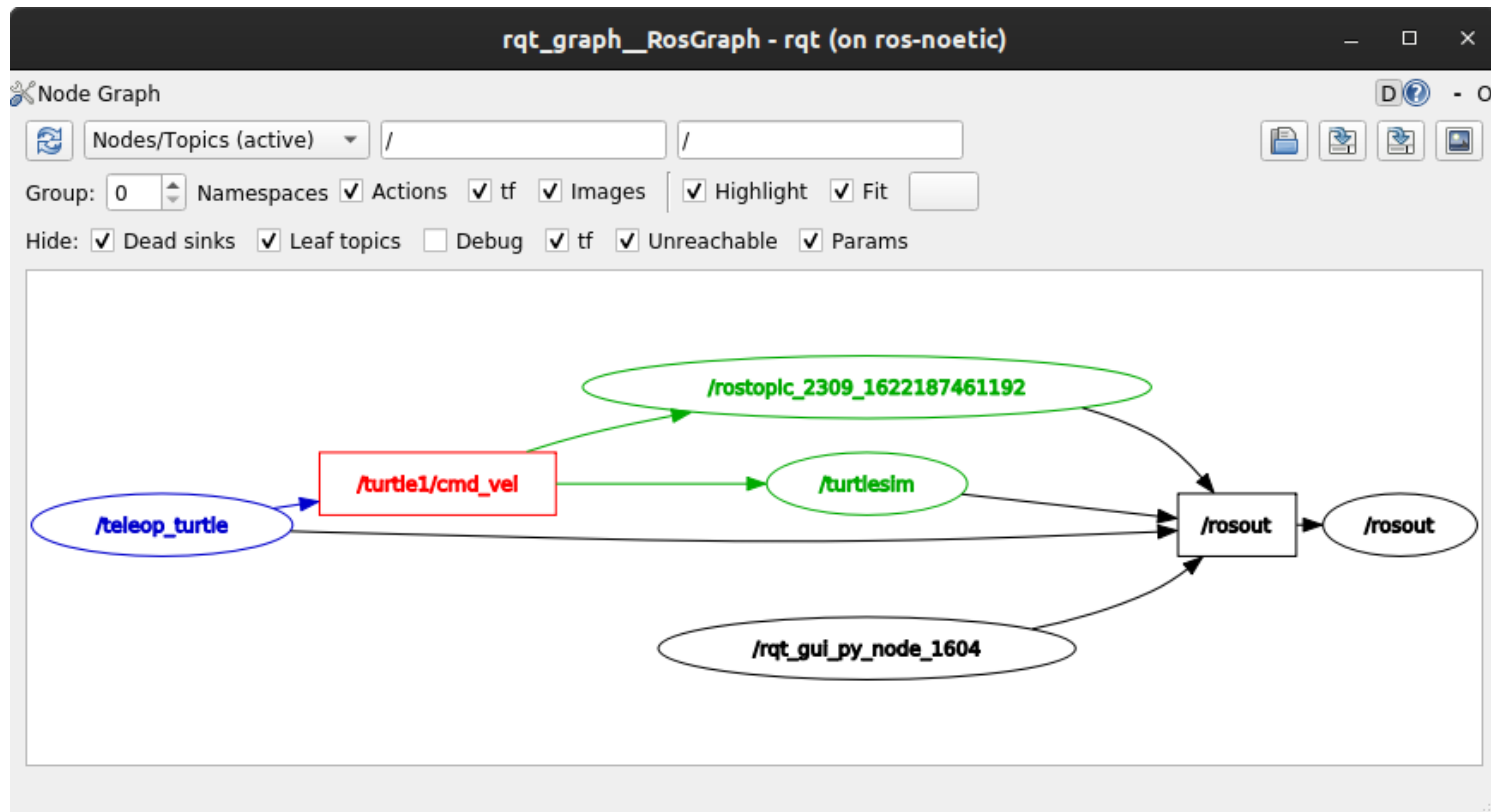 rqt_graph__RosGraph - rqt (on ros-noetic)
Node Graph D ? - O
Nodes/Topics (active) / /
Group: 0 Namespaces Actions tf Images Highlight Fit
Hide: Dead sinks Leaf topics Debug tf Unreachable Params
/rostopic_2309_1622187461192
/turtle1/cmd_vel /turtlesim
/teleop_turtle /rosout /rosout
/rqt_gui_py_node_1604